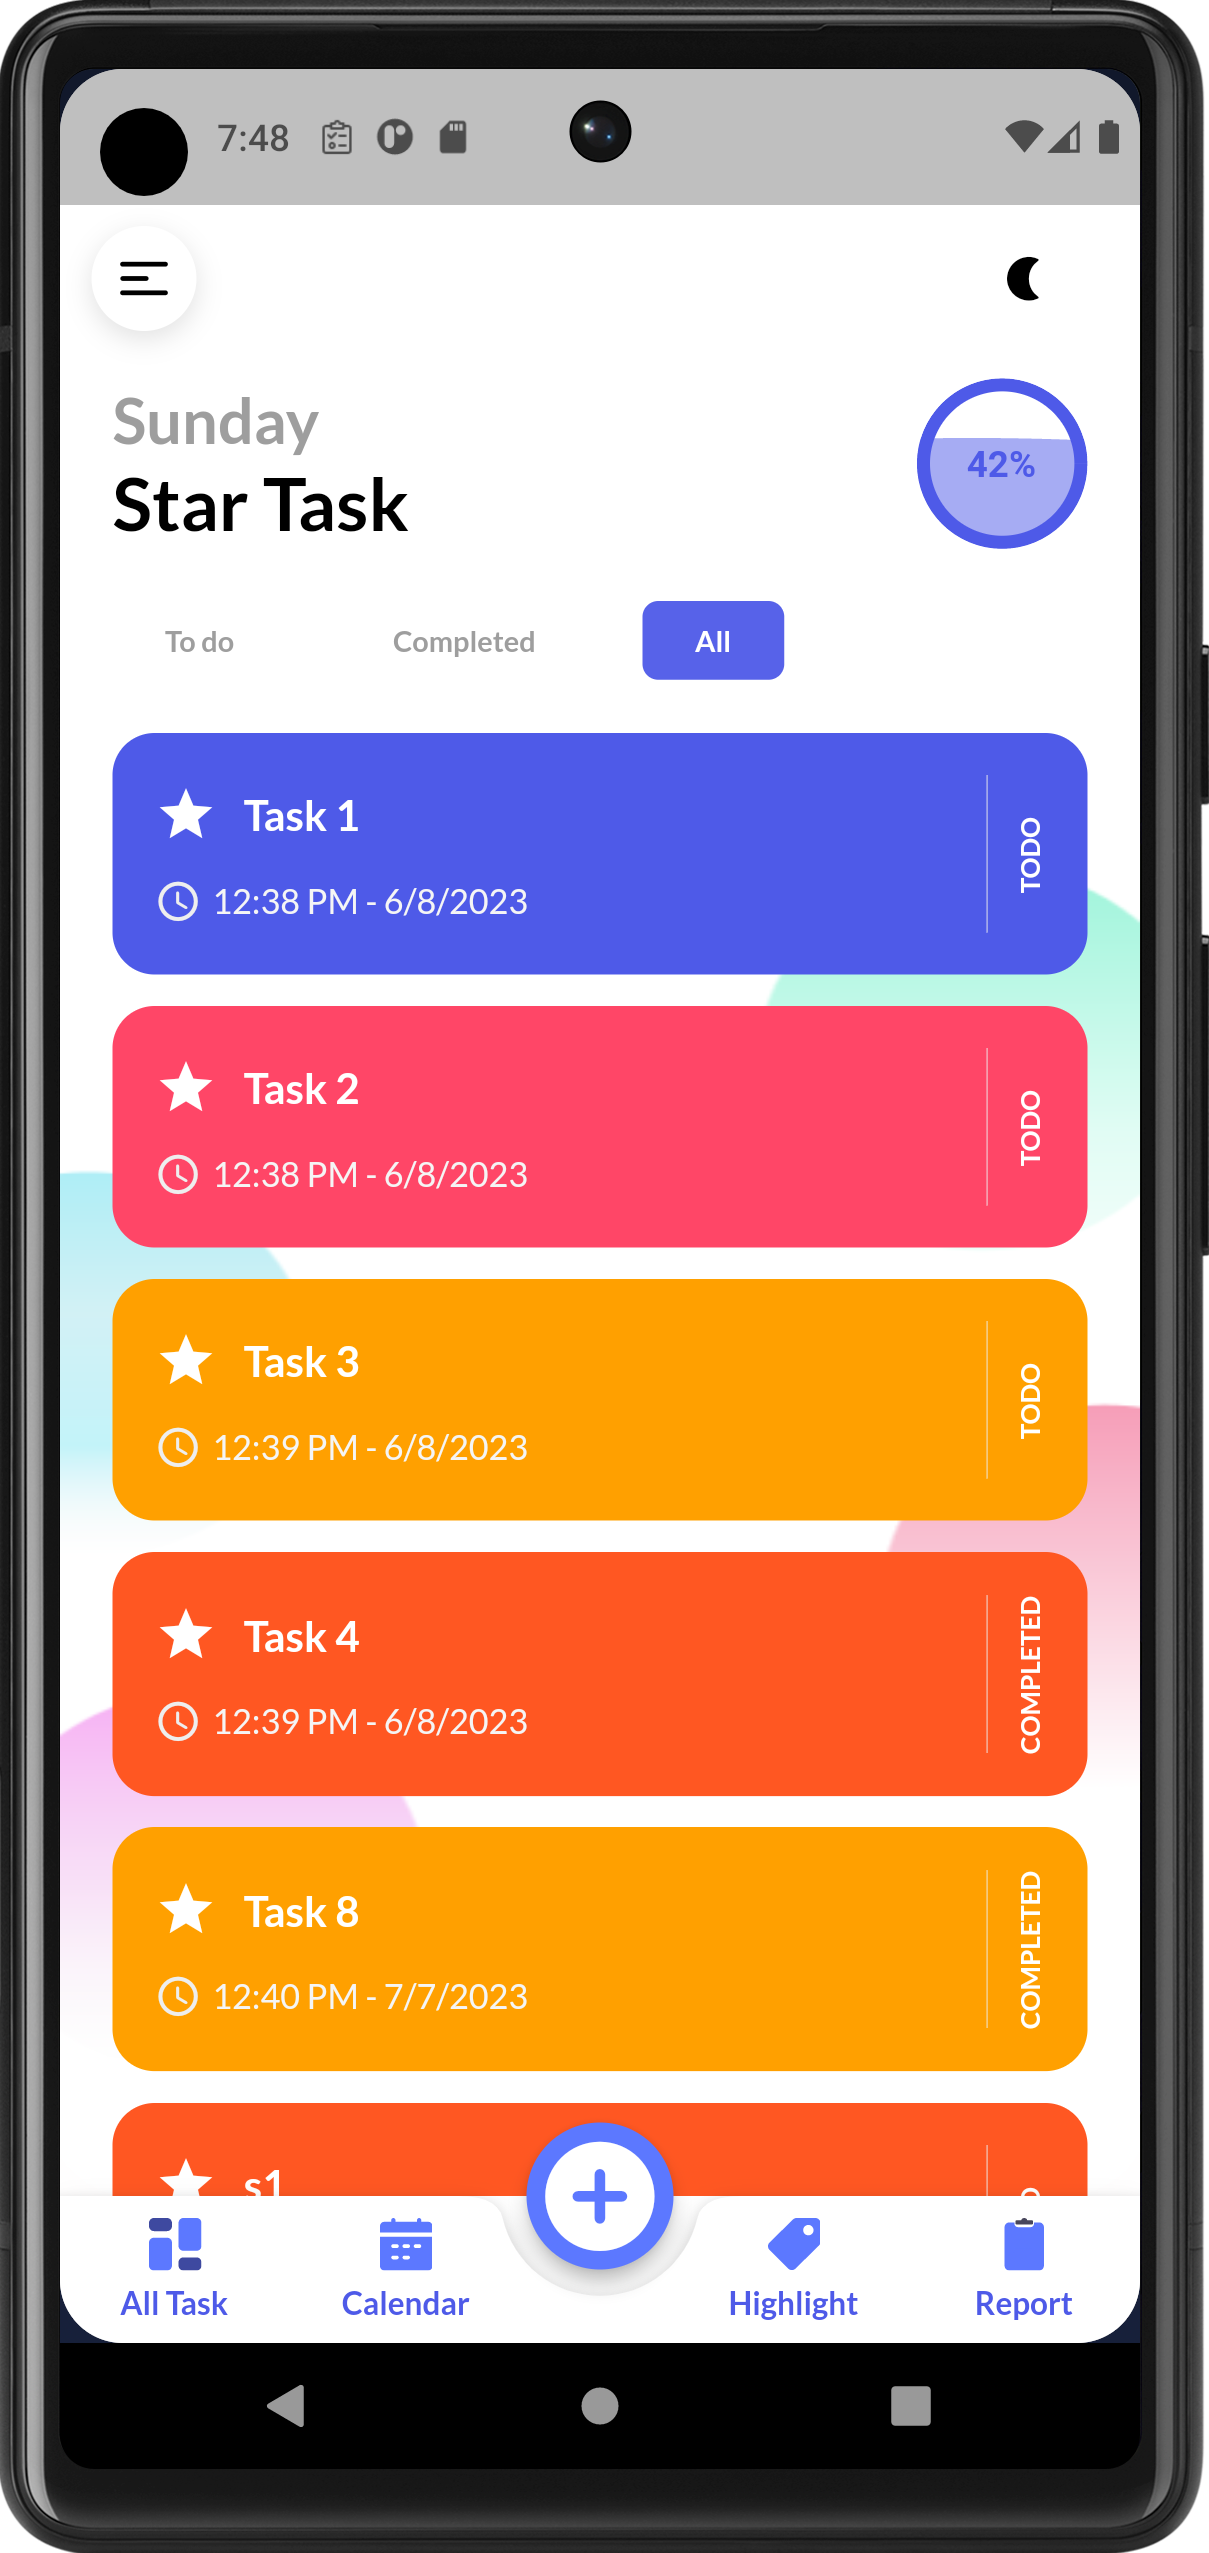 7:48
Sunday
Star Task
42%
To do Completed All
Task 1
12:38 PM - 6/8/2023
TODO
Task 2
12:38 PM - 6/8/2023
TODO
Task 3
12:39 PM - 6/8/2023
TODO
Task 4
12:39 PM - 6/8/2023
COMPLETED
Task 8
12:40 PM - 7/7/2023
COMPLETED
s1
All Task Calendar Highlight Report